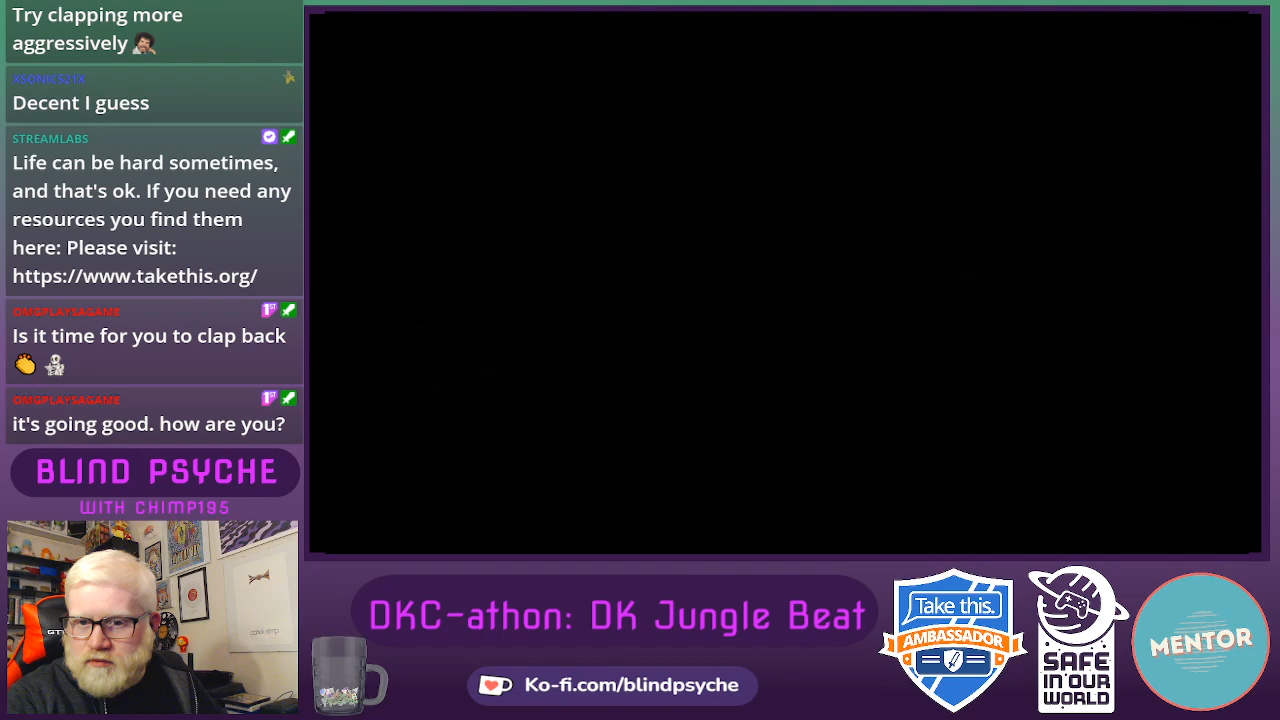 Try clapping more
aggressively
XSONICS21X
Decent I guess
STREAMLABS
Life can be hard sometimes,
and that's ok. If you need any
resources you find them
here: Please visit:
https://www.takethis.org/
OMGPLAYSAGAME 1ST
Is it time for you to clap back
OMGPLAYSAGAME 1ST
it's going good. how are you?
BLIND PSYCHE
WITH CHIMP195
DKC-athon: DK Jungle Beat
Ko-fi.com/blindpsyche
Take this.
AMBASSADOR
SAFE
IN OUR
WORLD
MENTOR